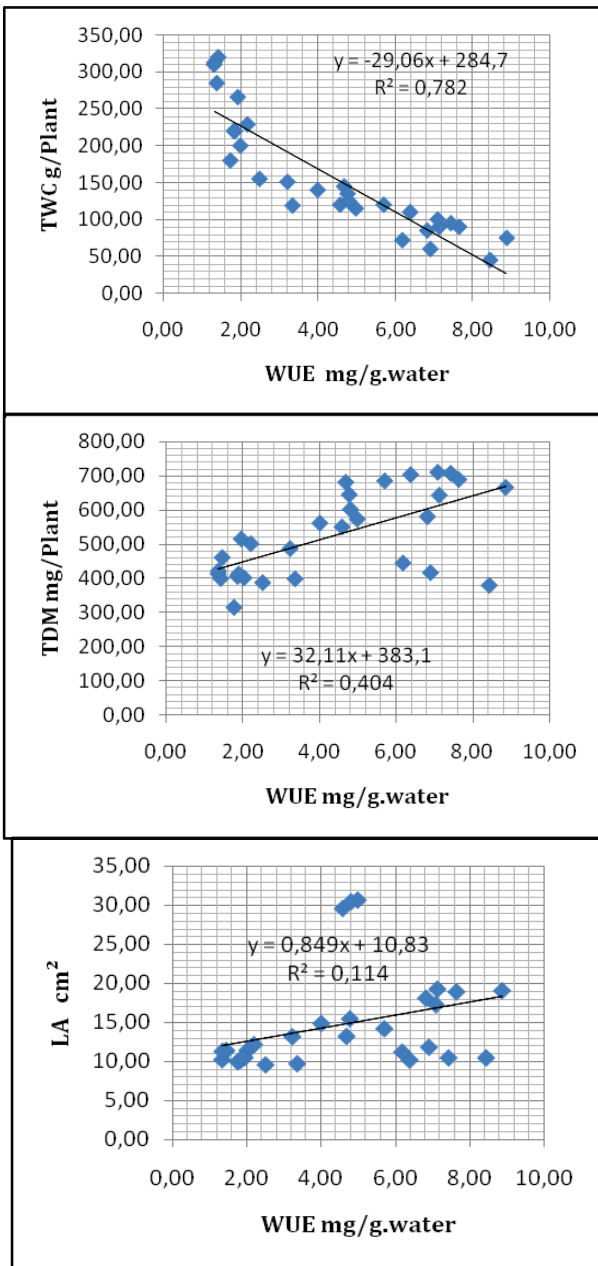 350,00
300,00
250,00
200,00
150,00
100,00
50,00
0,00
TWC g/Plant
y = -29,06x + 284,7
R² = 0,782
0,00 2,00 4,00 6,00 8,00 10,00
WUE mg/g.water
800,00
700,00
600,00
500,00
400,00
300,00
200,00
100,00
0,00
TDM mg/Plant
y = 32,11x + 383,1
R² = 0,404
0,00 2,00 4,00 6,00 8,00 10,00
WUE mg/g.water
35,00
30,00
25,00
20,00
15,00
10,00
5,00
0,00
LA cm²
y = 0,849x + 10,83
R² = 0,114
0,00 2,00 4,00 6,00 8,00 10,00
WUE mg/g.water